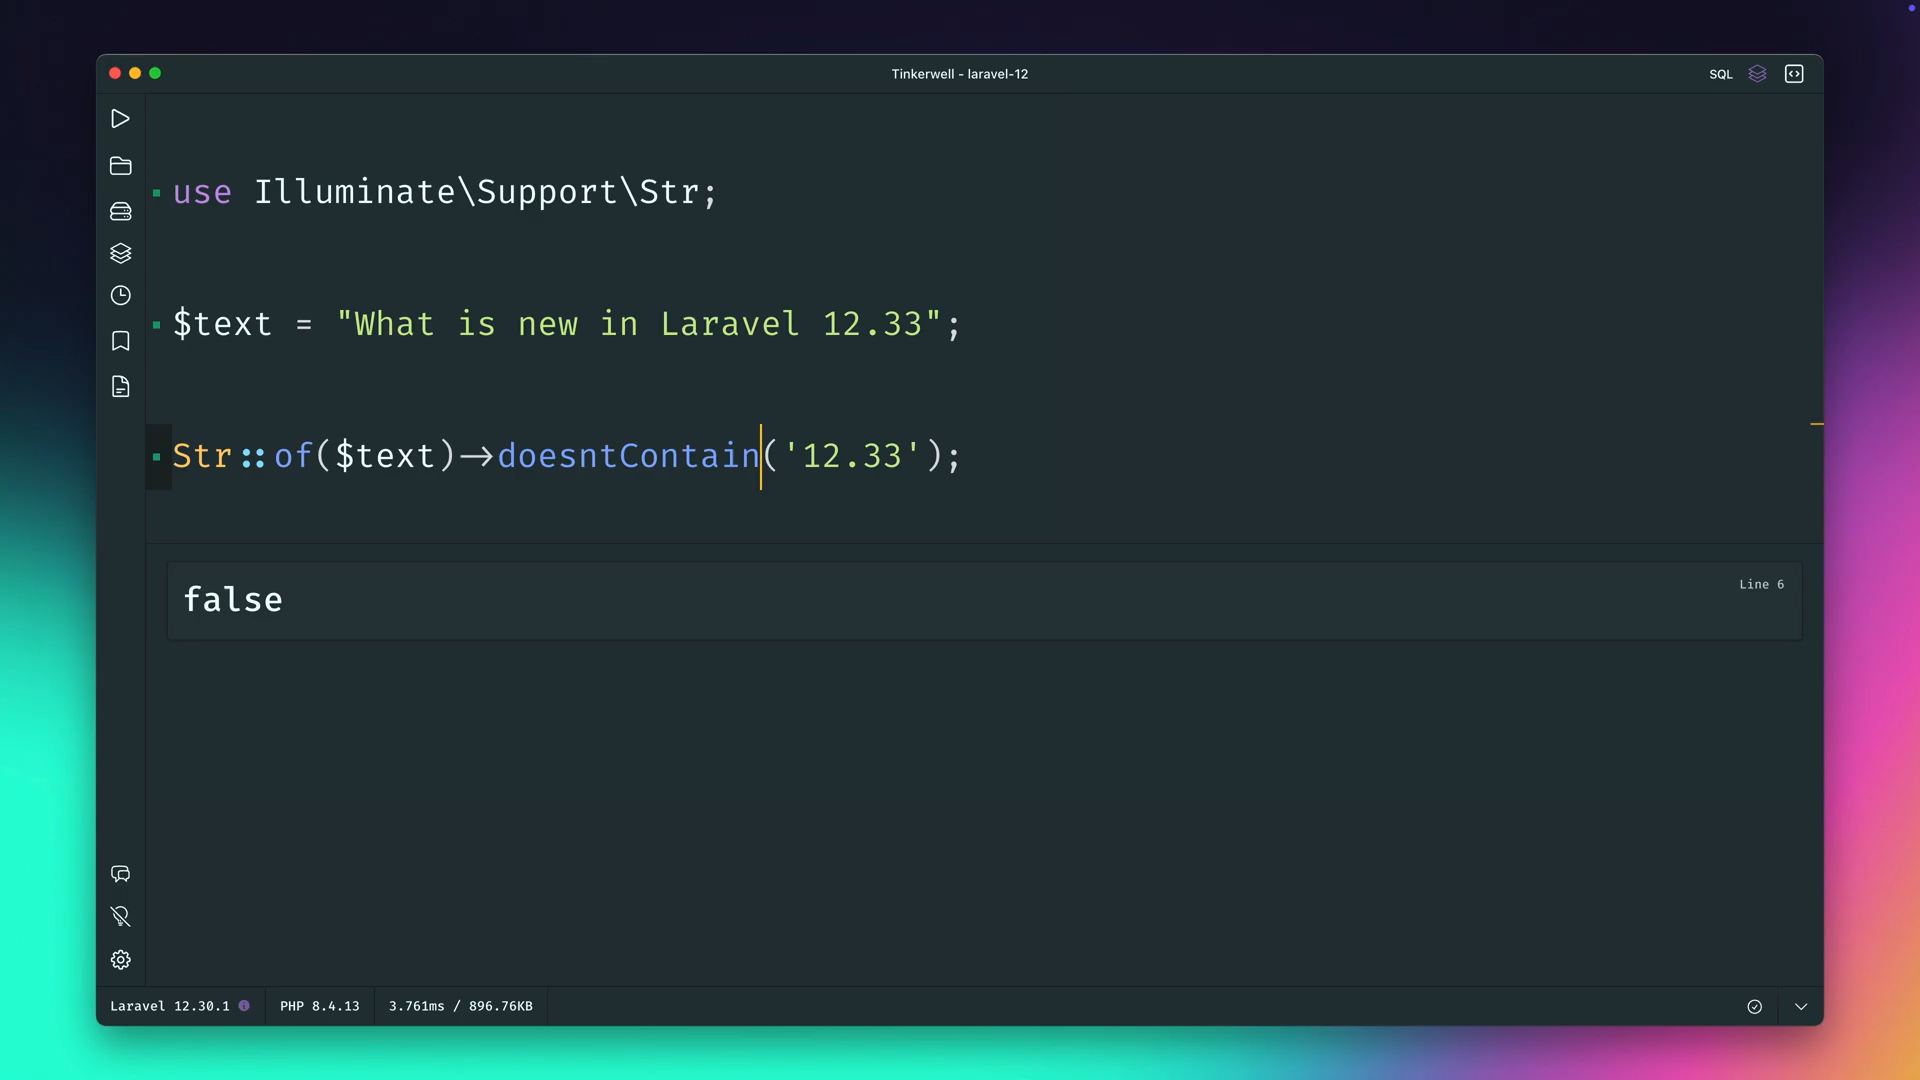 Tinkerwell - laravel-12
SQL
use Illuminate\Support\Str;
$text = "What is new in Laravel 12.33";
Str::of($text)->doesntContain('12.33');
false
Line 6
Laravel 12.30.1
PHP 8.4.13
3.761ms / 896.76KB